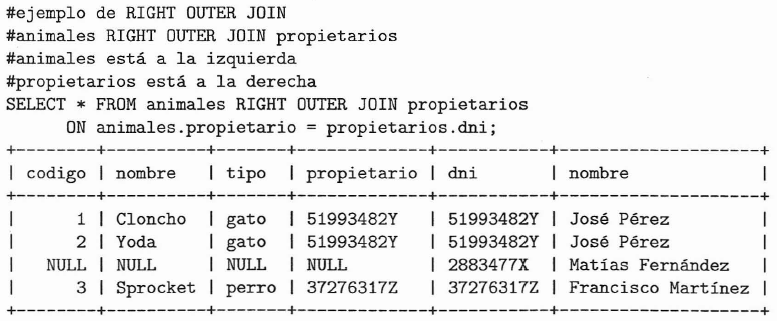 #ejemplo de RIGHT OUTER JOIN
#animales RIGHT OUTER JOIN propietarios
#animales está a la izquierda
#propietarios está a la derecha
SELECT * FROM animales RIGHT OUTER JOIN propietarios
      ON animales.propietario = propietarios.dni;
+--------+----------+-------+-------------+-----------+--------------------+
| codigo | nombre   | tipo  | propietario | dni       | nombre             |
+--------+----------+-------+-------------+-----------+--------------------+
|      1 | Cloncho  | gato  | 51993482Y   | 51993482Y | José Pérez         |
|      2 | Yoda     | gato  | 51993482Y   | 51993482Y | José Pérez         |
|   NULL | NULL     | NULL  | NULL        | 2883477X  | Matías Fernández   |
|      3 | Sprocket | perro | 37276317Z   | 37276317Z | Francisco Martínez |
+--------+----------+-------+-------------+-----------+--------------------+